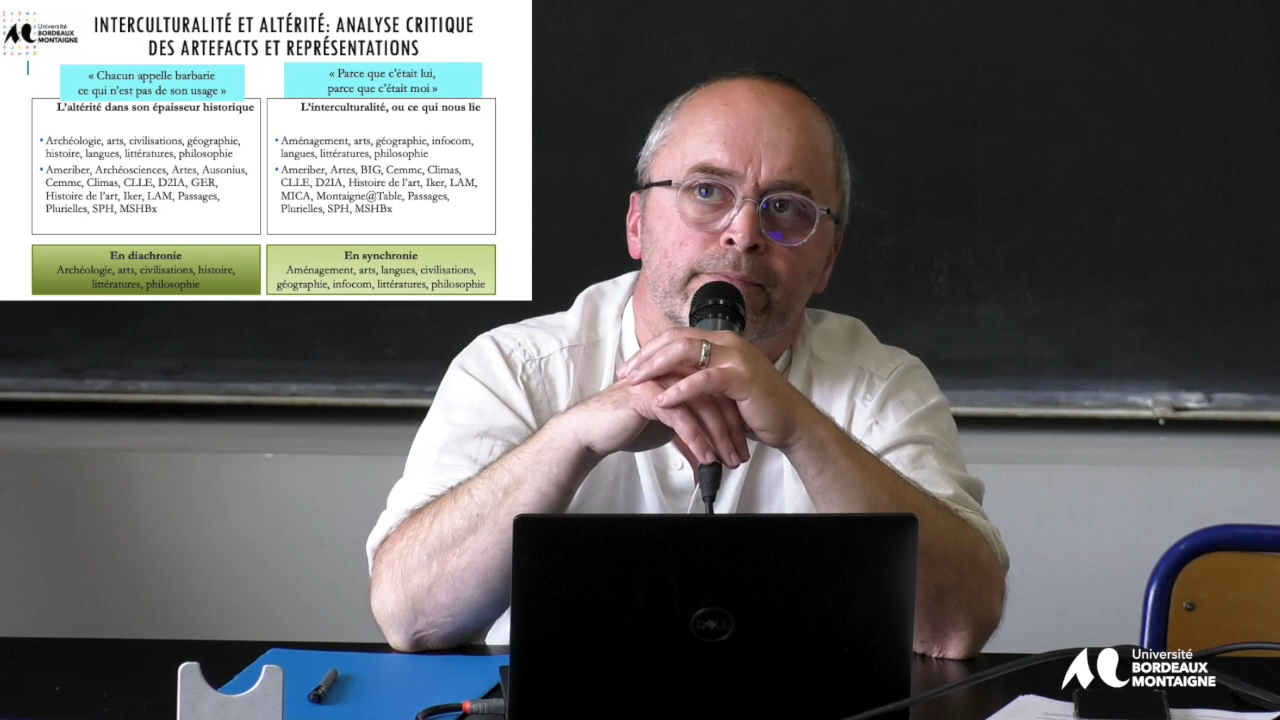 Université
BORDEAUX
MONTAIGNE
INTERCULTURALITÉ ET ALTÉRITÉ: ANALYSE CRITIQUE
DES ARTEFACTS ET REPRÉSENTATIONS
« Chacun appelle barbarie
ce qui n'est pas de son usage »
L'altérité dans son épaisseur historique
• Archéologie, arts, civilisations, géographie,
histoire, langues, littératures, philosophie
• Ameriber, Archéosciences, Artes, Ausonius,
Cemmc, Climas, CLLE, D2IA, GER,
Histoire de l'art, Iker, LAM, Passages,
Plurielles, SPH, MSHBx
En diachronie
Archéologie, arts, civilisations, histoire,
littératures, philosophie
« Parce que c'était lui,
parce que c'était moi »
L'interculturalité, ou ce qui nous lie
• Aménagement, arts, géographie, infocom,
langues, littératures, philosophie
• Ameriber, Artes, BIG, Cemmc, Climas,
CLLE, D2IA, Histoire de l'art, Iker, LAM,
MICA, Montaigne@Table, Passages,
Plurielles, SPH, MSHBx
En synchronie
Aménagement, arts, langues, civilisations,
géographie, infocom, littératures, philosophie
DELL
Université
BORDEAUX
MONTAIGNE